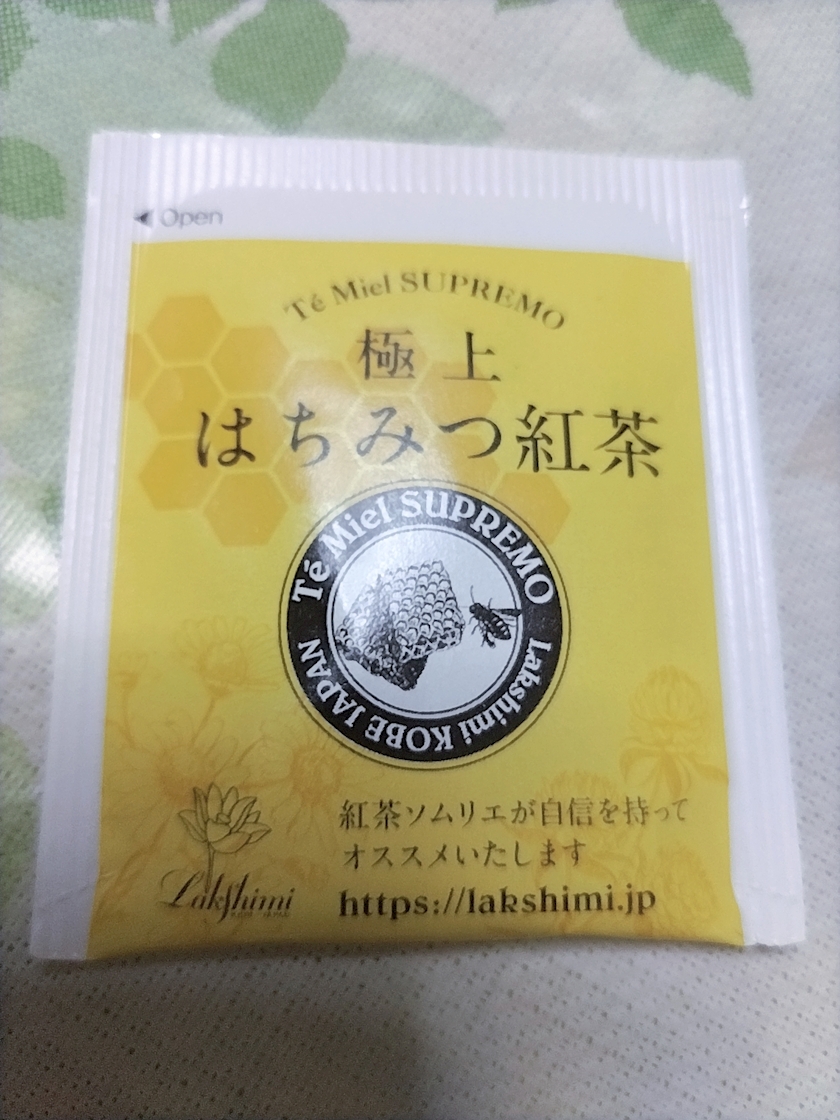 ◀ Open
Té Miel SUPREMO
極上
はちみつ紅茶
Té Miel SUPREMO
Lakshimi KOBE JAPAN
Lakshimi
紅茶ソムリエが自信を持って
オススメいたします
https://lakshimi.jp